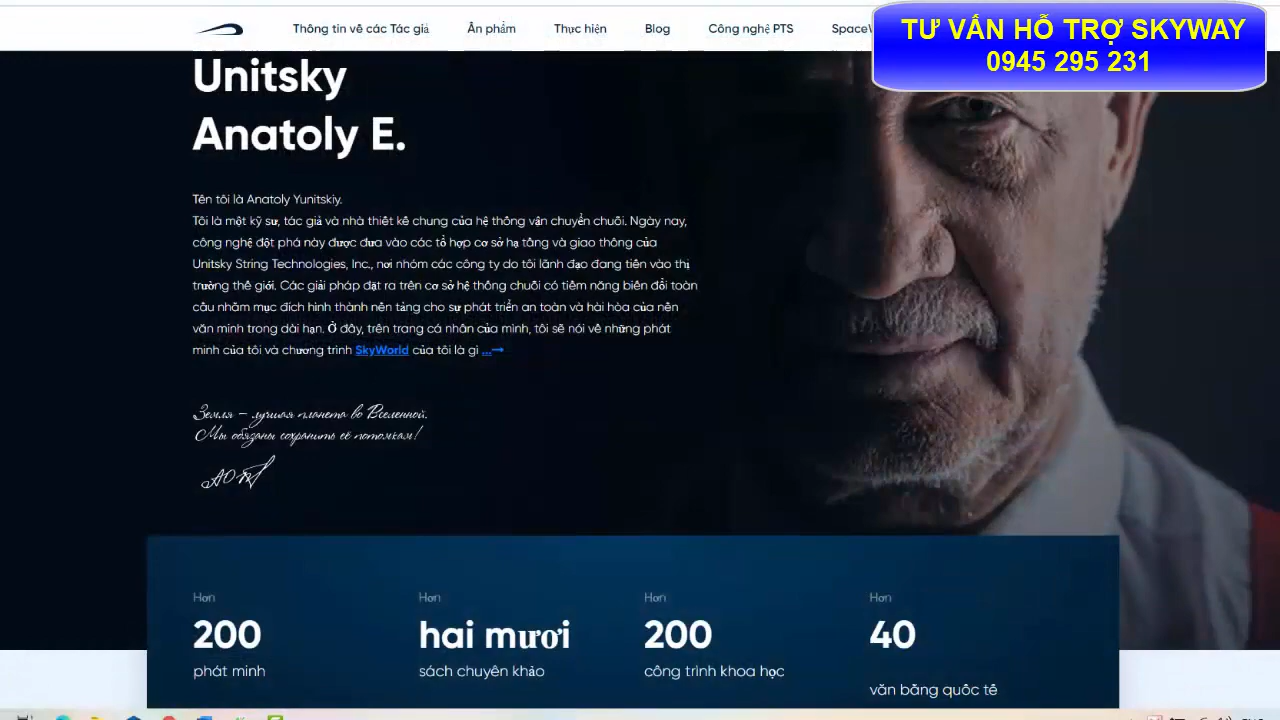 Thông tin về các Tác giả
Ấn phẩm
Thực hiện
Blog
Công nghệ PTS
TƯ VẤN HỖ TRỢ SKYWAY
0945 295 231
Unitsky
Anatoly E.
Tên tôi là Anatoly Yunitskiy.
Tôi là một kỹ sư, tác giả và nhà thiết kế chung của hệ thống vận chuyển chuỗi. Ngày nay,
công nghệ đột phá này được đưa vào các tổ hợp cơ sở hạ tầng và giao thông của
Unitsky String Technologies, Inc., nơi nhóm các công ty do tôi lãnh đạo đang tiến vào thị
trường thế giới. Các giải pháp đặt ra trên cơ sở hệ thống chuỗi có tiềm năng biến đổi toàn
cầu nhằm mục đích hình thành nền tảng cho sự phát triển an toàn và hài hòa của nền
văn minh trong dài hạn. Ở đây, trên trang cá nhân của mình, tôi sẽ nói về những phát
minh của tôi và chương trình SkyWorld của tôi là gì ...→
Земля – лучшая планета во Вселенной.
Мы обязаны сохранить её потомкам!
Hơn
200
phát minh
Hơn
hai mươi
sách chuyên khảo
Hơn
200
công trình khoa học
Hơn
40
văn bằng quốc tế